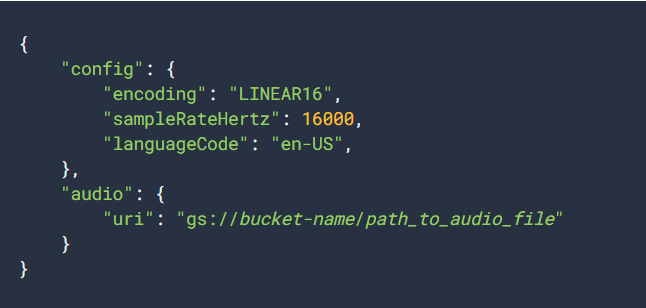 {
    "config": {
        "encoding": "LINEAR16",
        "sampleRateHertz": 16000,
        "languageCode": "en-US",
    },
    "audio": {
        "uri": "gs://bucket-name/path_to_audio_file"
    }
}